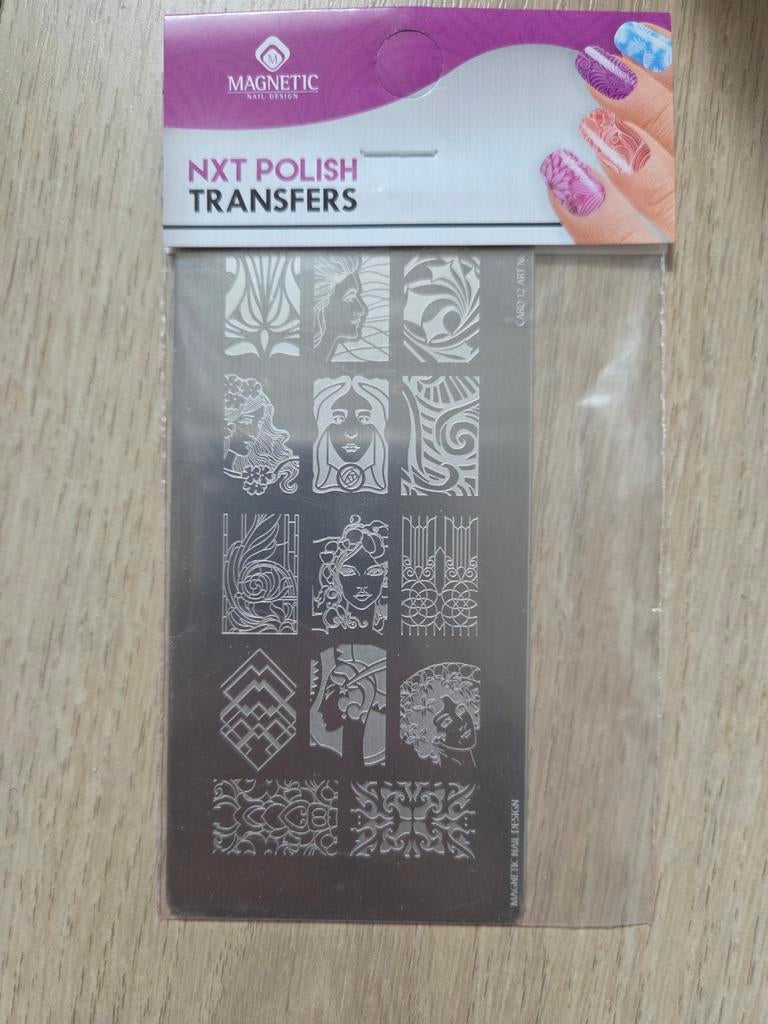 M
MAGNETIC
NAIL DESIGN
NXT POLISH
TRANSFERS
CARD 12 ART
MAGNETIC NAIL DESIGN